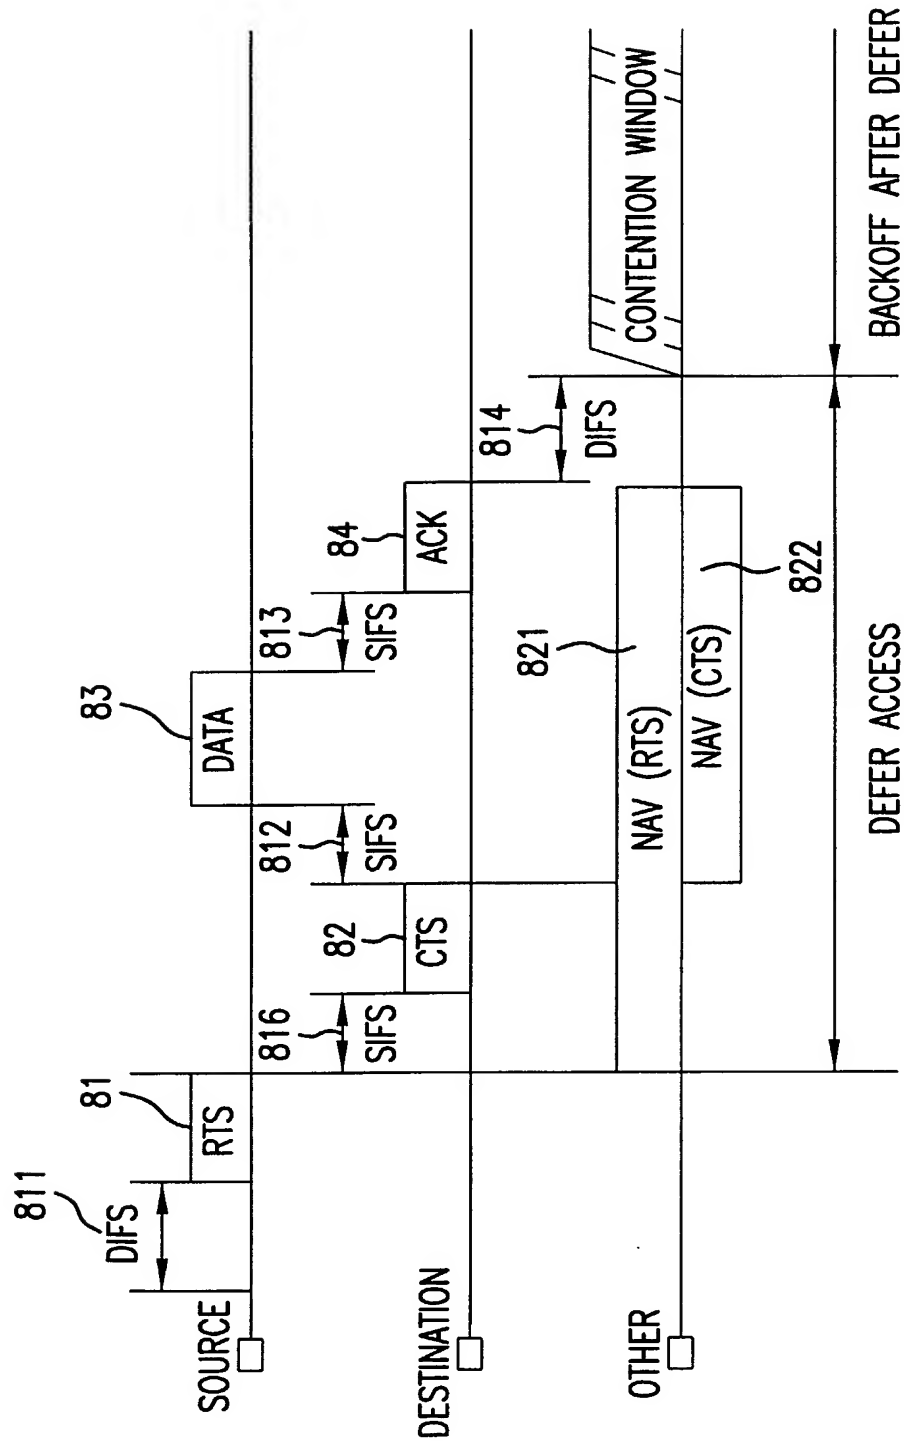 811
DIFS
81
RTS
83
DATA
SOURCE
816
SIFS
82
CTS
812
SIFS
813
SIFS
84
ACK
DESTINATION
814
DIFS
821
NAV (RTS)
NAV (CTS)
822
CONTENTION WINDOW
OTHER
DEFER ACCESS
BACKOFF AFTER DEFER